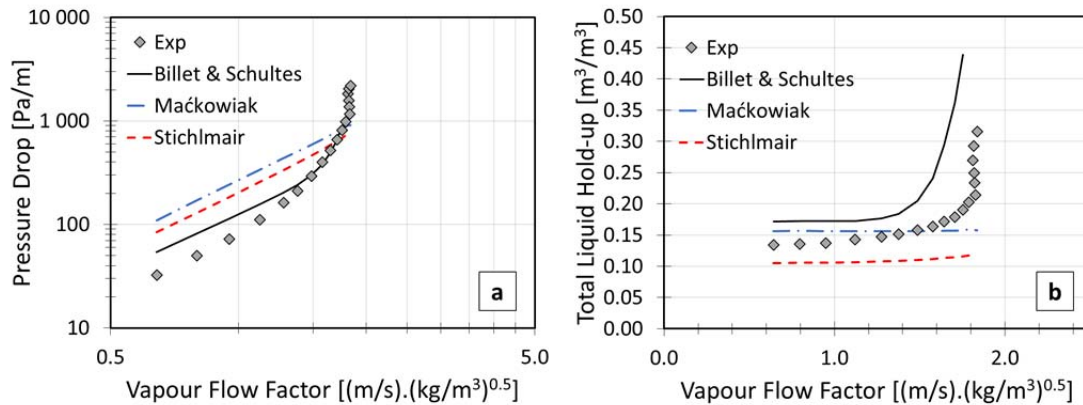 Pressure Drop [Pa/m]
10 000
1 000
100
10
Exp
Billet & Schultes
Maćkowiak
Stichlmair
a
0.5
5.0
Vapour Flow Factor [(m/s).(kg/m³)^0.5]
Total Liquid Hold-up [m³/m³]
0.50
0.45
0.40
0.35
0.30
0.25
0.20
0.15
0.10
0.05
0.00
Exp
Billet & Schultes
Maćkowiak
Stichlmair
b
0.0
1.0
2.0
Vapour Flow Factor [(m/s).(kg/m³)^0.5]